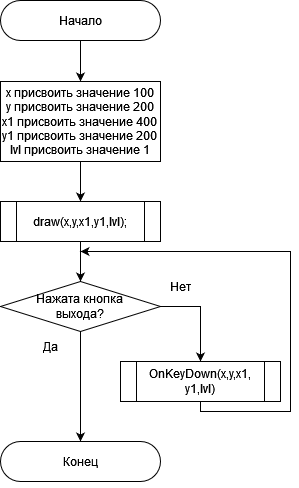 Начало
x присвоить значение 100
y присвоить значение 200
x1 присвоить значение 400
y1 присвоить значение 200
lvl присвоить значение 1
draw(x,y,x1,y1,lvl);
Нажата кнопка
выхода?
Нет
Да
OnKeyDown(x,y,x1,
y1,lvl)
Конец